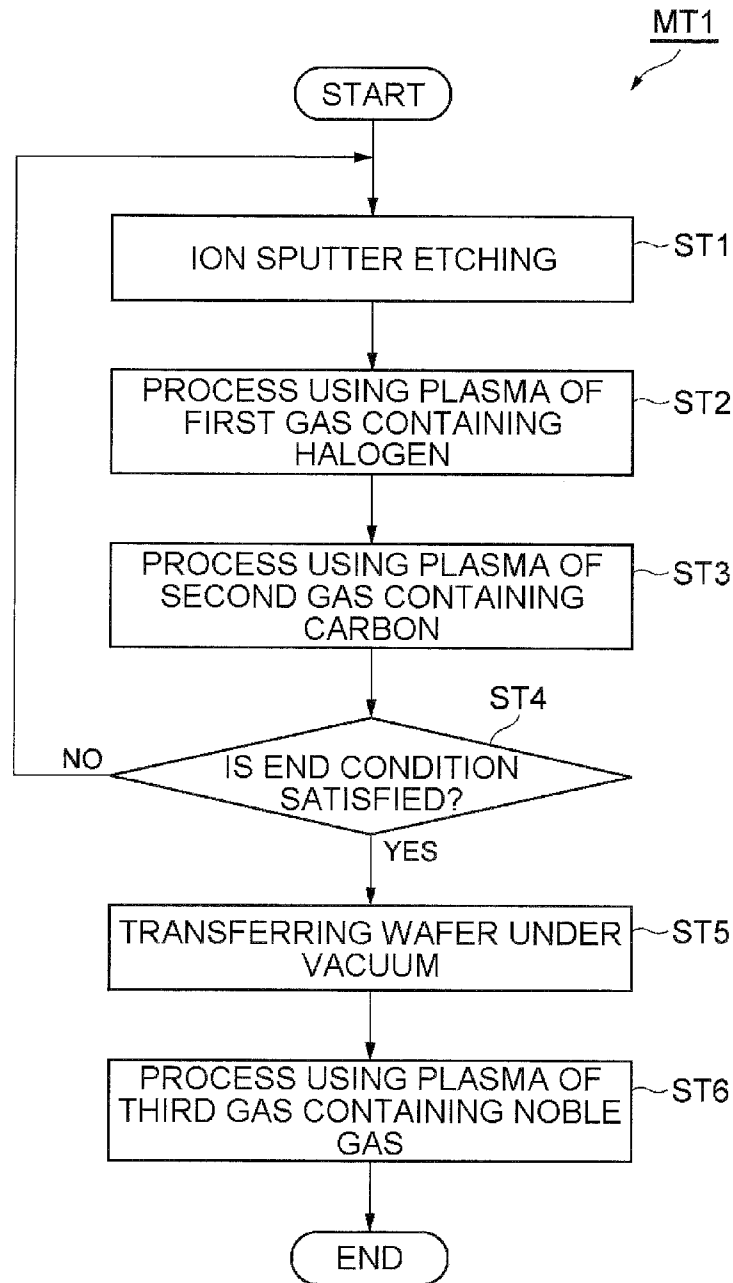 MT1
START
ION SPUTTER ETCHING
ST1
PROCESS USING PLASMA OF
FIRST GAS CONTAINING
HALOGEN
ST2
PROCESS USING PLASMA OF
SECOND GAS CONTAINING
CARBON
ST3
ST4
NO
IS END CONDITION
SATISFIED?
YES
TRANSFERRING WAFER UNDER
VACUUM
ST5
PROCESS USING PLASMA OF
THIRD GAS CONTAINING NOBLE
GAS
ST6
END